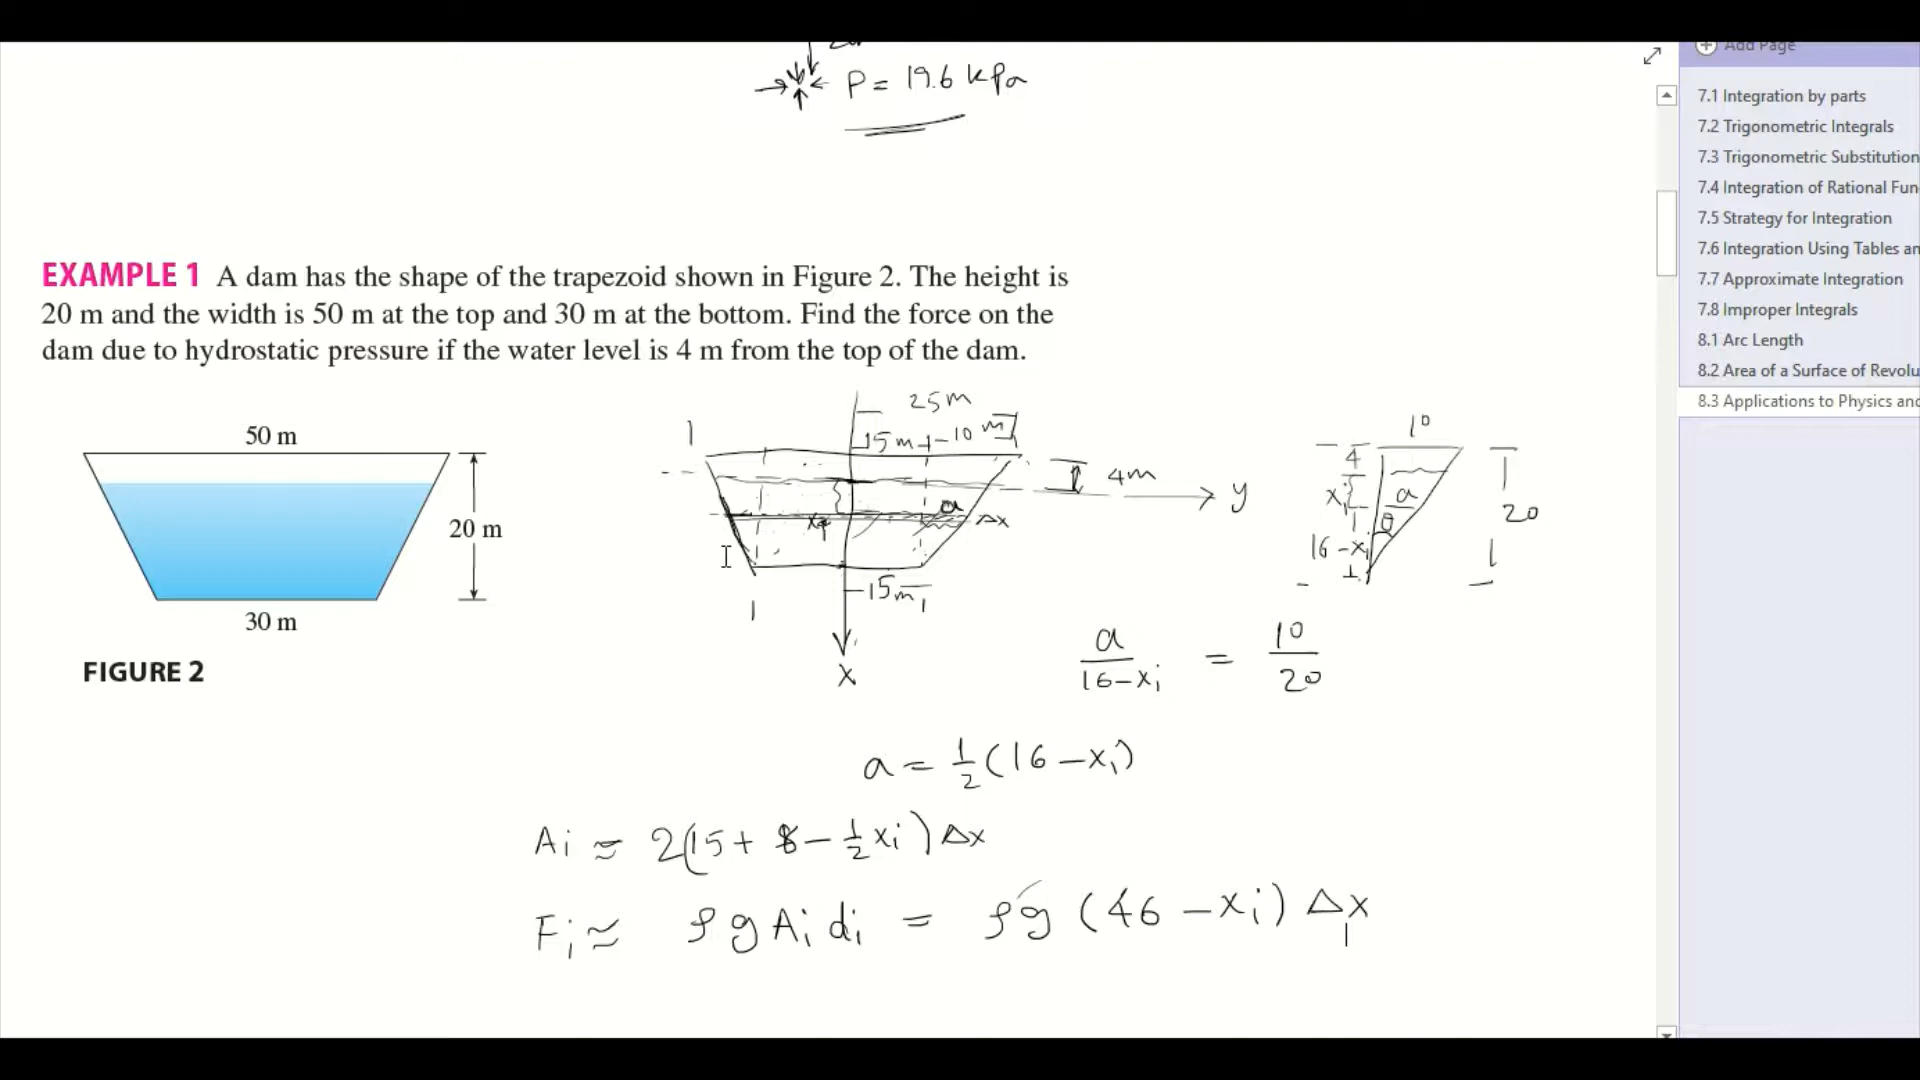 P = 19.6 kPa
EXAMPLE 1 A dam has the shape of the trapezoid shown in Figure 2. The height is
20 m and the width is 50 m at the top and 30 m at the bottom. Find the force on the
dam due to hydrostatic pressure if the water level is 4 m from the top of the dam.
50 m
20 m
30 m
FIGURE 2
25m
15m
10 m
4m
y
a
Δx
xi
15m
x
10
4
xi
a
θ
16-xi
20
a/(16-xi) = 10/20
a = 1/2(16-xi)
Ai ≈ 2(15+8-1/2xi)Δx
Fi ≈ ρgAidi = ρg(46-xi)Δx
Add Page
7.1 Integration by parts
7.2 Trigonometric Integrals
7.3 Trigonometric Substitution
7.4 Integration of Rational Fun
7.5 Strategy for Integration
7.6 Integration Using Tables an
7.7 Approximate Integration
7.8 Improper Integrals
8.1 Arc Length
8.2 Area of a Surface of Revolu
8.3 Applications to Physics and